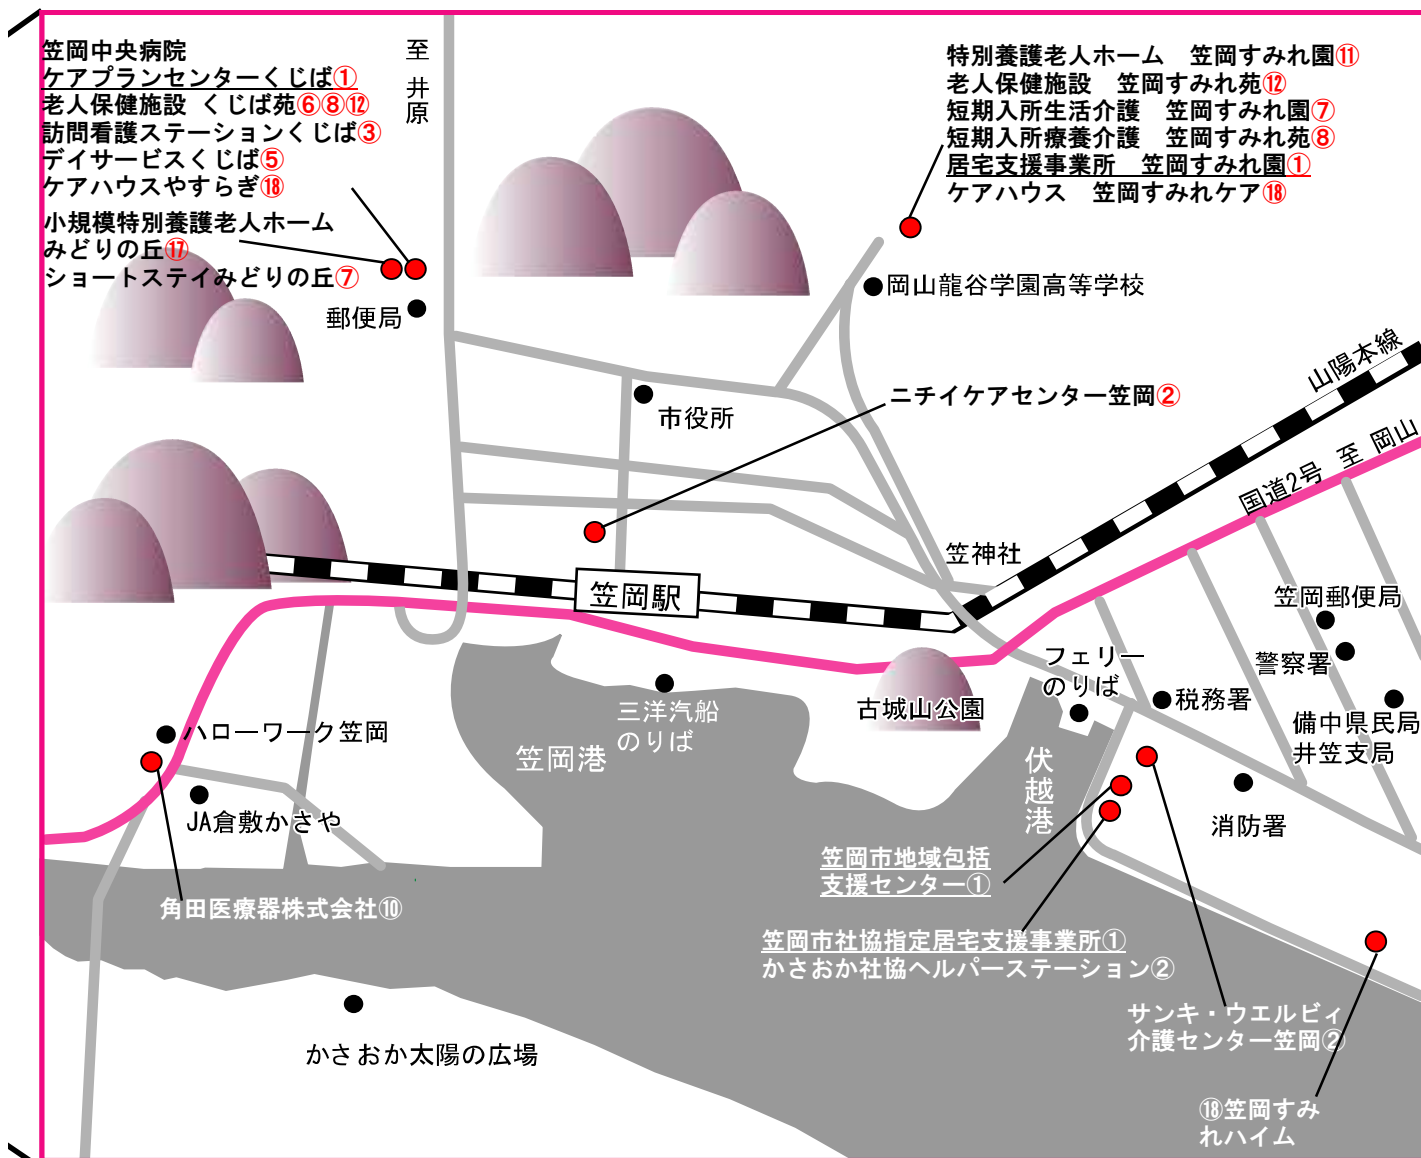 笠岡中央病院
ケアプランセンターくじば①
老人保健施設 くじば苑⑥⑧⑫
訪問看護ステーションくじば③
デイサービスくじば⑤
ケアハウスやすらぎ⑱
小規模特別養護老人ホーム
みどりの丘⑰
ショートステイみどりの丘⑦
郵便局
至 井原
特別養護老人ホーム 笠岡すみれ園⑪
老人保健施設 笠岡すみれ苑⑫
短期入所生活介護 笠岡すみれ園⑦
短期入所療養介護 笠岡すみれ苑⑧
居宅支援事業所 笠岡すみれ園①
ケアハウス 笠岡すみれケア⑱
岡山龍谷学園高等学校
山陽本線
ニチイケアセンター笠岡②
市役所
国道2号 至 岡山
笠神社
笠岡駅
笠岡郵便局
警察署
フェリー
のりば
税務署
備中県民局
井笠支局
古城山公園
三洋汽船
のりば
笠岡港
ハローワーク笠岡
伏越港
JA倉敷かさや
消防署
笠岡市地域包括
支援センター①
角田医療器株式会社⑩
笠岡市社協指定居宅支援事業所①
かさおか社協ヘルパーステーション②
サンキ・ウエルビィ
介護センター笠岡②
かさおか太陽の広場
⑱笠岡すみ
れハイム